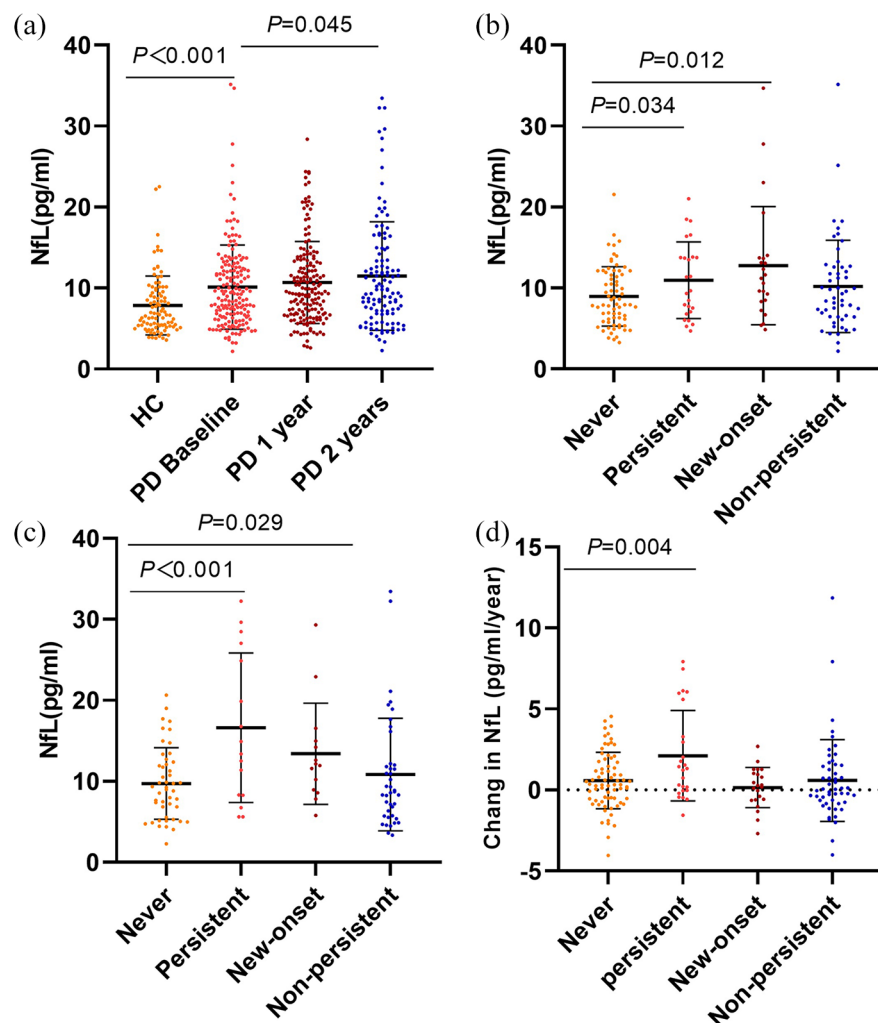 (a)
40
30
20
10
0
NfL(pg/ml)
P<0.001
P=0.045
HC
PD Baseline
PD 1 year
PD 2 years
(b)
40
30
20
10
0
NfL(pg/ml)
P=0.012
P=0.034
Never
Persistent
New-onset
Non-persistent
(c)
40
30
20
10
0
NfL(pg/ml)
P=0.029
P<0.001
Never
Persistent
New-onset
Non-persistent
(d)
15
10
5
0
-5
Chang in NfL (pg/ml/year)
P=0.004
Never
persistent
New-onset
Non-persistent